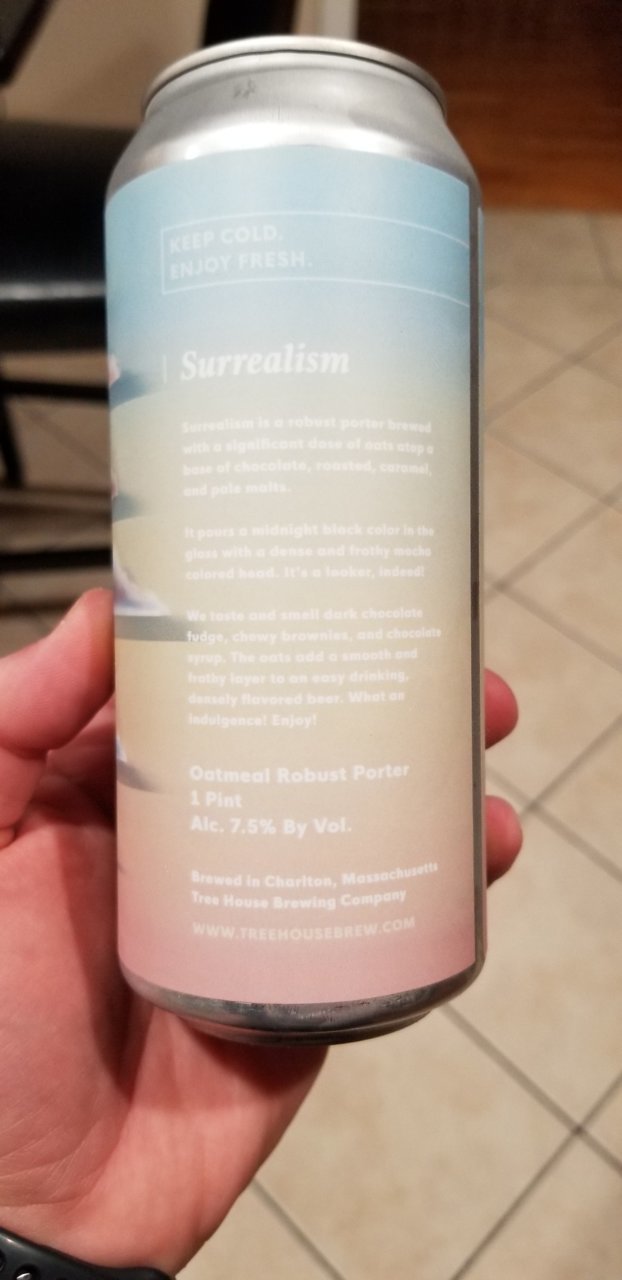 KEEP COLD.
ENJOY FRESH.
Surrealism
Surrealism is a robust porter brewed
with a significant dose of oats atop a
base of chocolate, roasted, caramel,
and pale malts.
It pours a midnight black color in the
glass with a dense and frothy mocha
colored head. It's a looker, indeed!
We taste and smell dark chocolate
fudge, chewy brownies, and chocolate
syrup. The oats add a smooth and
frothy layer to an easy drinking,
densely flavored beer. What an
indulgence! Enjoy!
Oatmeal Robust Porter
1 Pint
Alc. 7.5% By Vol.
Brewed in Charlton, Massachusetts
Tree House Brewing Company
WWW.TREEHOUSEBREW.COM